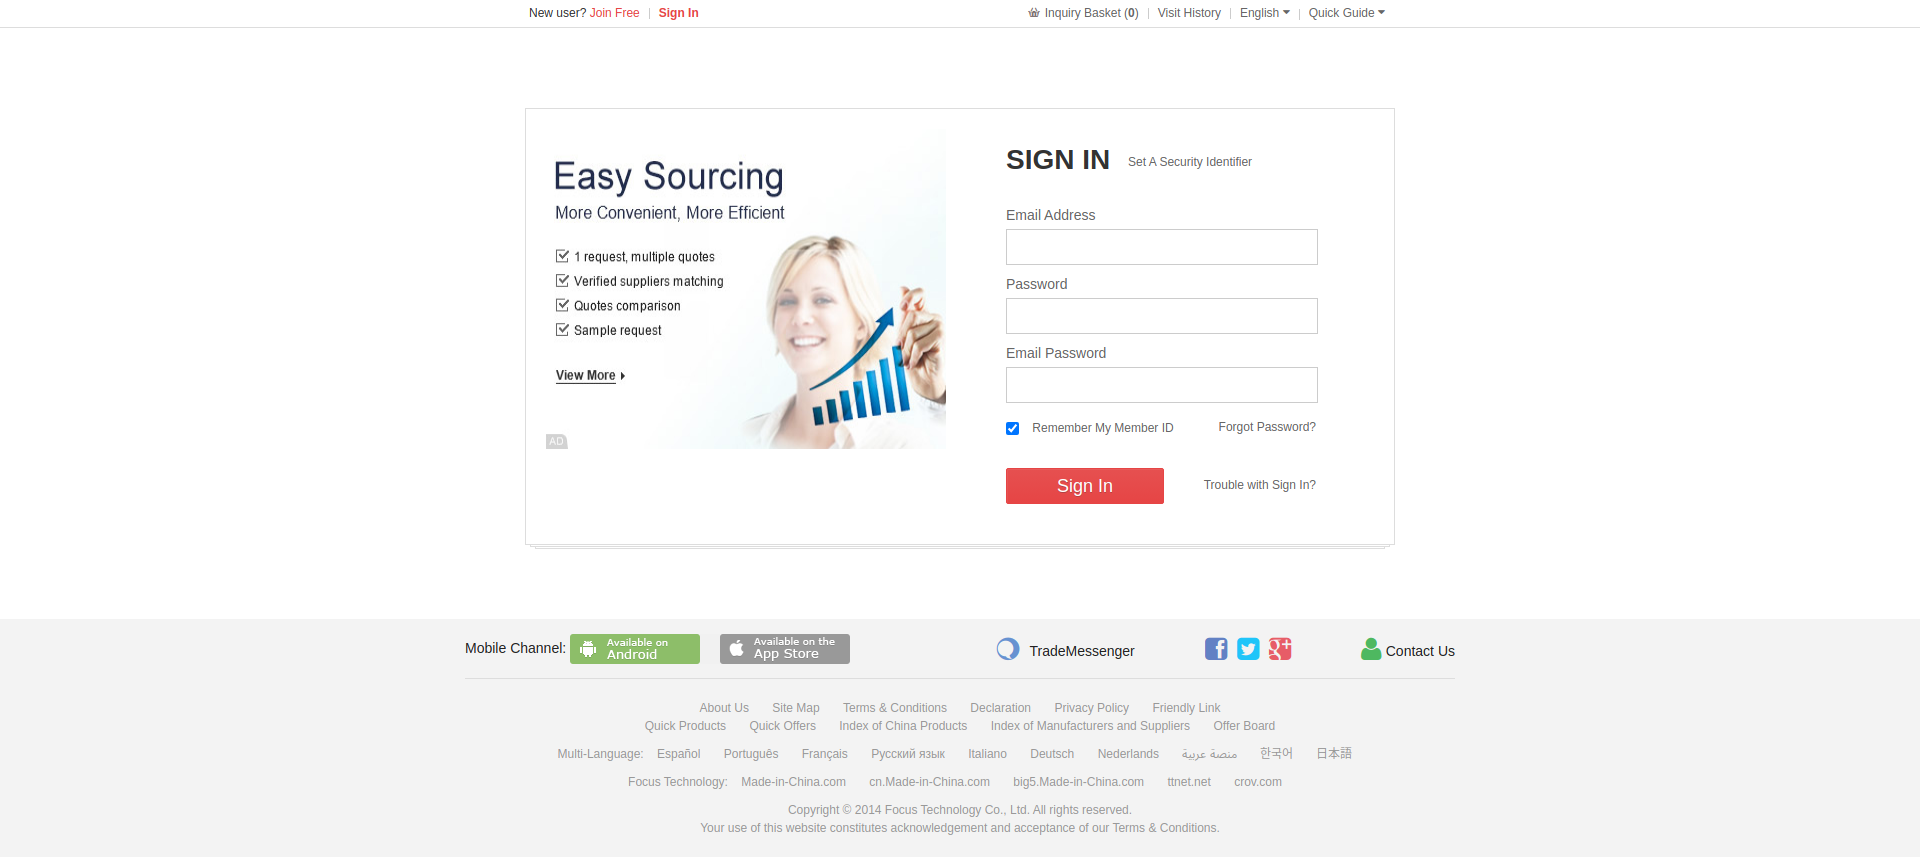 New user? Join Free | Sign In
Inquiry Basket (0) | Visit History | English | Quick Guide
Easy Sourcing
More Convenient, More Efficient
1 request, multiple quotes
Verified suppliers matching
Quotes comparison
Sample request
View More
AD
SIGN IN Set A Security Identifier
Email Address
Password
Email Password
Remember My Member ID Forgot Password?
Sign In Trouble with Sign In?
Mobile Channel: Available on Android Available on the App Store TradeMessenger Contact Us
About Us Site Map Terms & Conditions Declaration Privacy Policy Friendly Link
Quick Products Quick Offers Index of China Products Index of Manufacturers and Suppliers Offer Board
Multi-Language: Español Português Français Русский язык Italiano Deutsch Nederlands منصة عربية 한국어 日本語
Focus Technology: Made-in-China.com cn.Made-in-China.com big5.Made-in-China.com ttnet.net crov.com
Copyright © 2014 Focus Technology Co., Ltd. All rights reserved.
Your use of this website constitutes acknowledgement and acceptance of our Terms & Conditions.